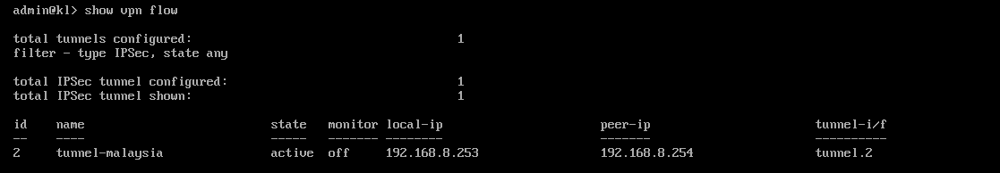 admin@kl> show vpn flow
total tunnels configured: 1
filter - type IPSec, state any
total IPSec tunnel configured: 1
total IPSec tunnel shown: 1
id name state monitor local-ip peer-ip tunnel-i/f
-- ---- ----- ------- -------- ------- ----------
2 tunnel-malaysia active off 192.168.8.253 192.168.8.254 tunnel.2